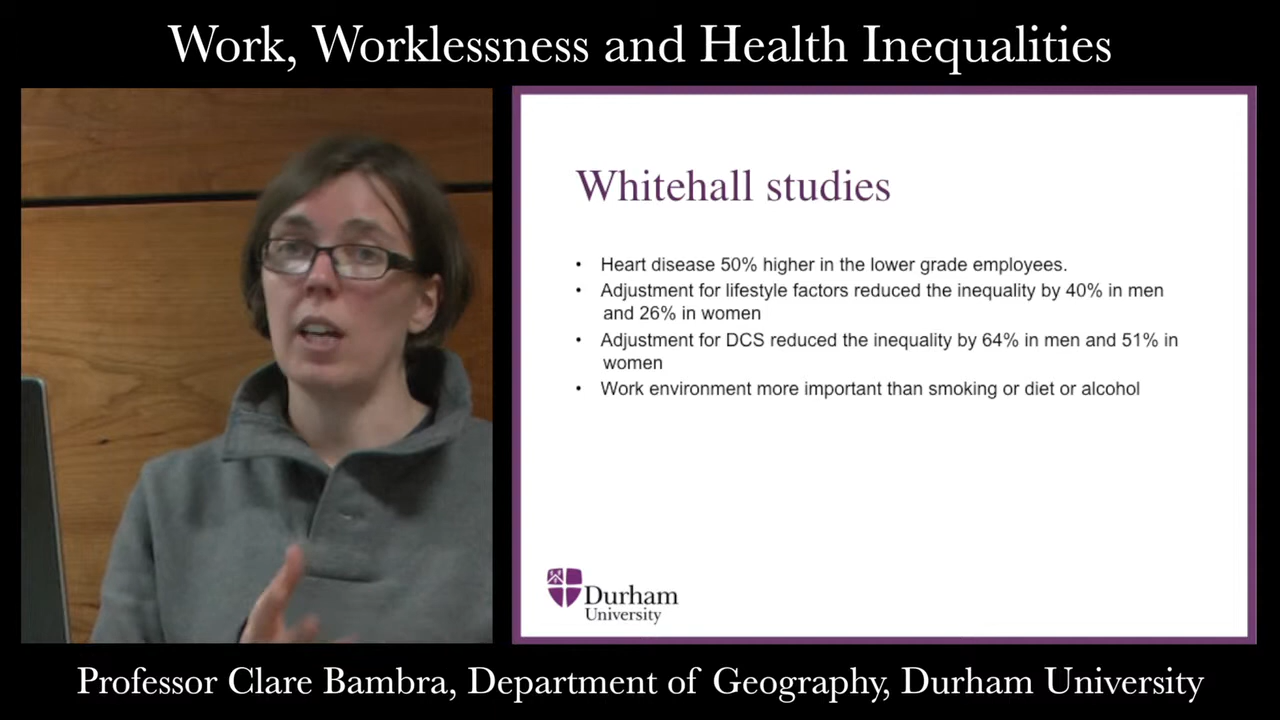 Work, Worklessness and Health Inequalities
Whitehall studies
• Heart disease 50% higher in the lower grade employees.
• Adjustment for lifestyle factors reduced the inequality by 40% in men
and 26% in women
• Adjustment for DCS reduced the inequality by 64% in men and 51% in
women
• Work environment more important than smoking or diet or alcohol
Durham
University
Professor Clare Bambra, Department of Geography, Durham University